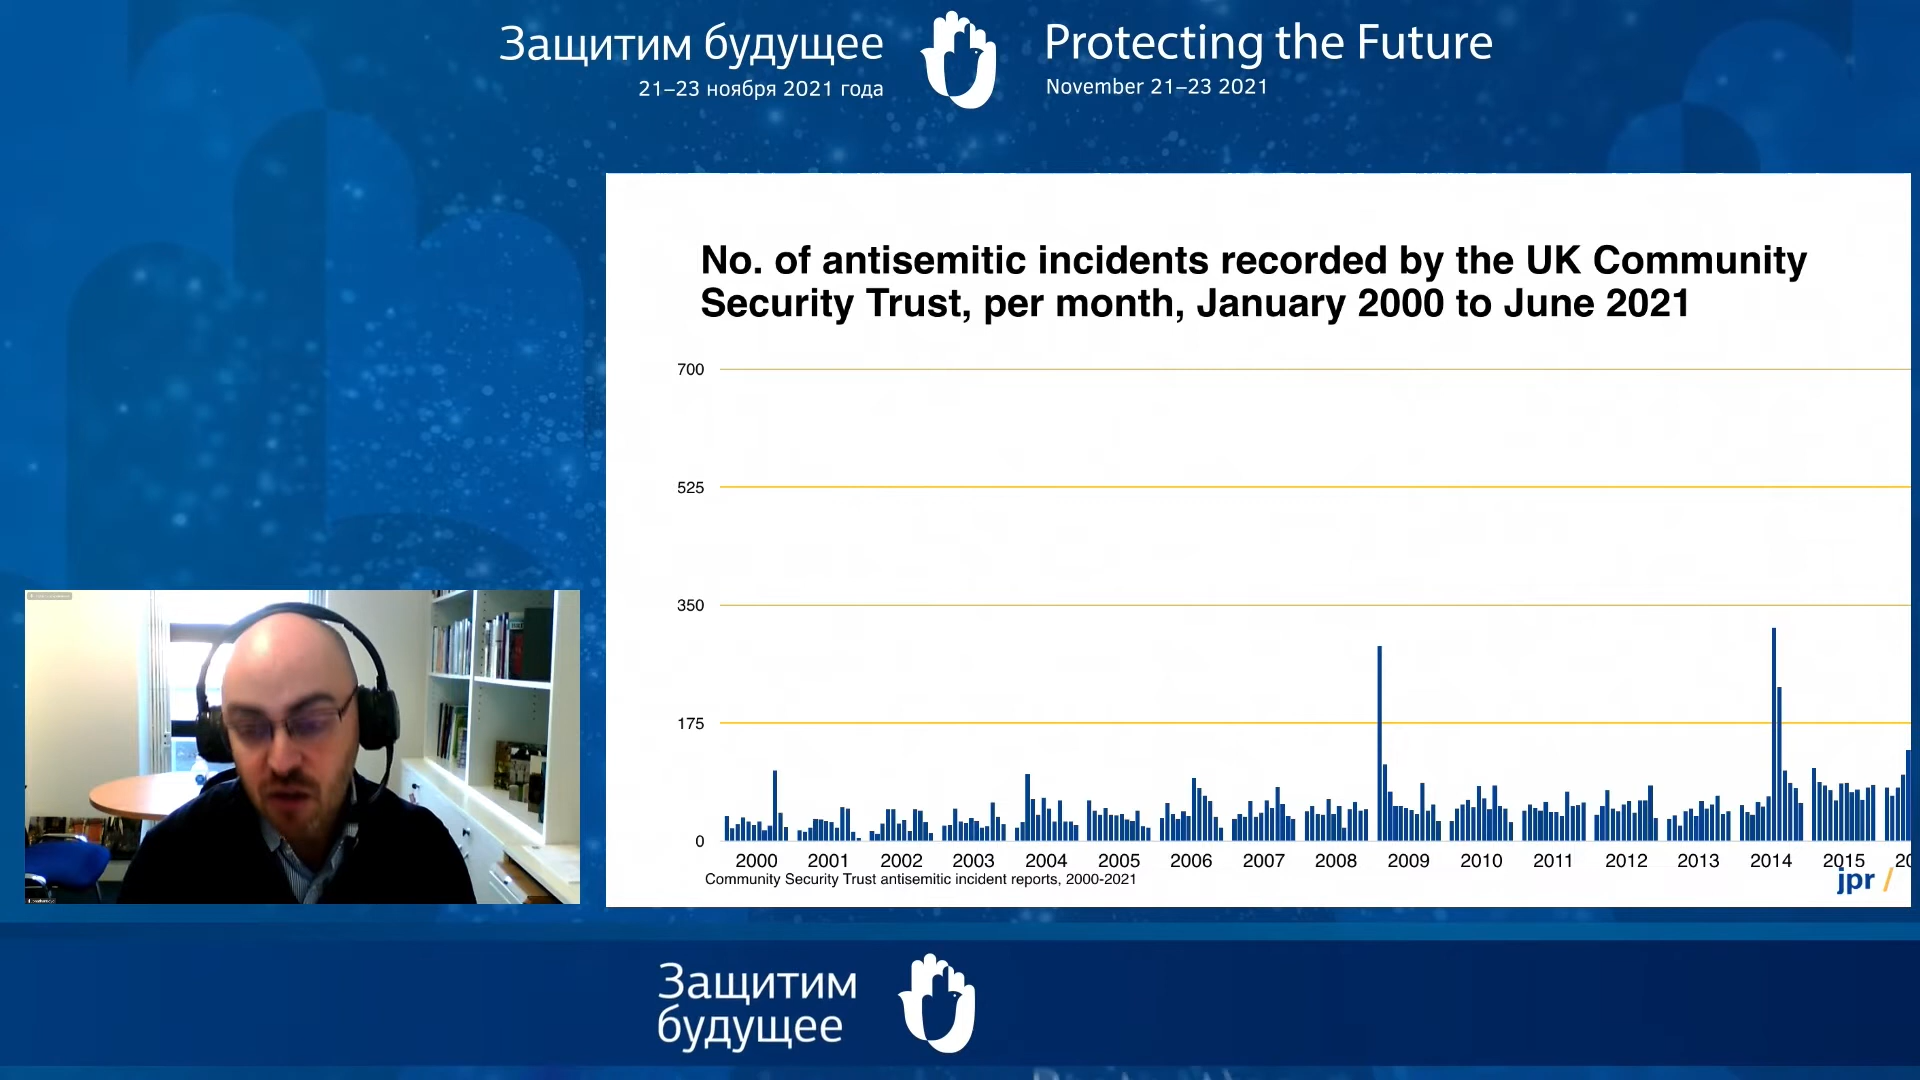 Защитим будущее
21–23 ноября 2021 года
Protecting the Future
November 21–23 2021
No. of antisemitic incidents recorded by the UK Community
Security Trust, per month, January 2000 to June 2021
700
525
350
175
0
2000 2001 2002 2003 2004 2005 2006 2007 2008 2009 2010 2011 2012 2013 2014 2015 20
Community Security Trust antisemitic incident reports, 2000-2021
jpr /
Защитим
будущее